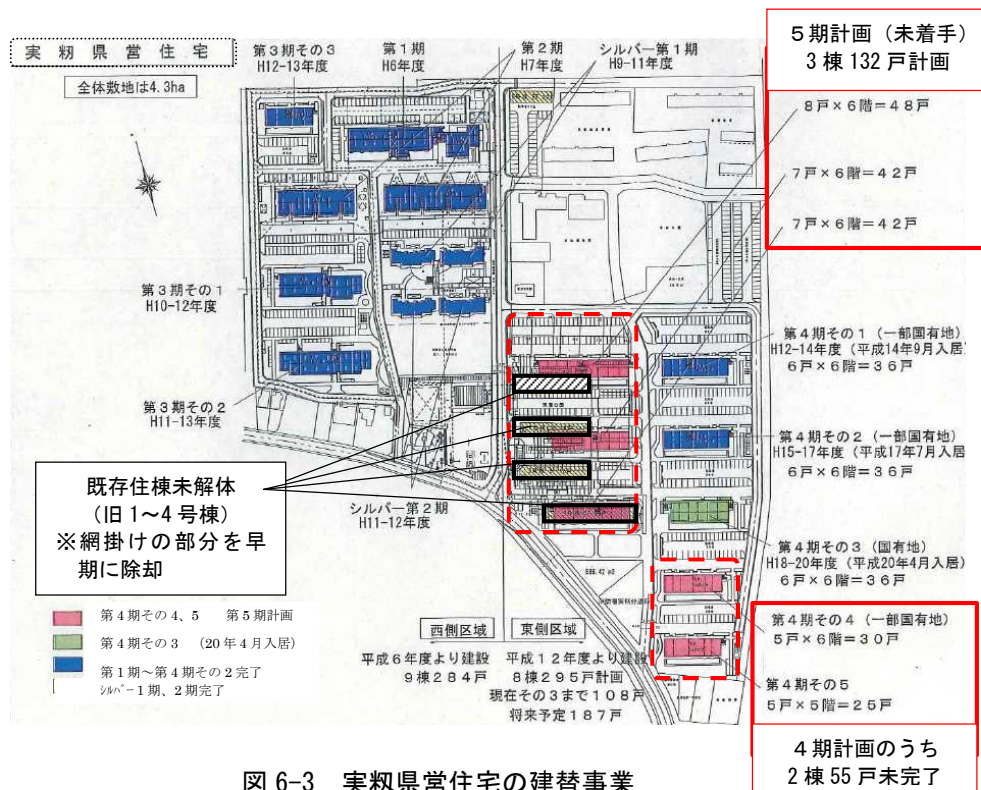 実籾県営住宅
全体敷地は4.3ha
第3期その3
H12-13年度
第1期
H6年度
第2期
H7年度
シルバー第1期
H9-11年度
5期計画（未着手）
3棟132戸計画
8戸×6階＝48戸
7戸×6階＝42戸
7戸×6階＝42戸
第3期その1
H10-12年度
第3期その2
H11-13年度
第4期その1（一部国有地）
H12-14年度（平成14年9月入居
6戸×6階＝36戸
第4期その2（一部国有地）
H15-17年度（平成17年7月入居
6戸×6階＝36戸
既存住棟未解体
（旧1～4号棟）
※網掛けの部分を早
期に除却
シルバー第2期
H11-12年度
第4期その3（国有地）
H18-20年度（平成20年4月入居）
6戸×6階＝36戸
第4期その4、5　第5期計画
第4期その3　（20年4月入居）
第1期～第4期その2完了
ｼﾙﾊﾞｰ1期、2期完了
西側区域
平成6年度より建設
9棟284戸
東側区域
平成12年度より建設
8棟295戸計画
現在その3まで108戸
将来予定187戸
第4期その4（一部国有地）
5戸×6階＝30戸
第4期その5
5戸×5階＝25戸
4期計画のうち
2棟55戸未完了
図6-3　実籾県営住宅の建替事業